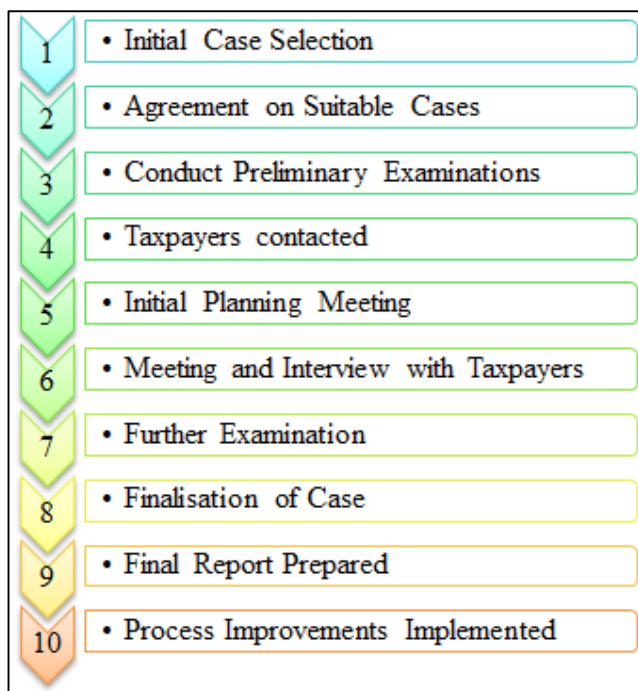 1 • Initial Case Selection
2 • Agreement on Suitable Cases
3 • Conduct Preliminary Examinations
4 • Taxpayers contacted
5 • Initial Planning Meeting
6 • Meeting and Interview with Taxpayers
7 • Further Examination
8 • Finalisation of Case
9 • Final Report Prepared
10 • Process Improvements Implemented